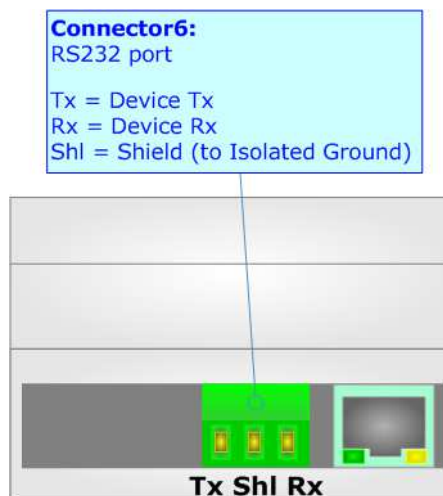 Connector6:
RS232 port
Tx = Device Tx
Rx = Device Rx
Shl = Shield (to Isolated Ground)
Tx Shl Rx